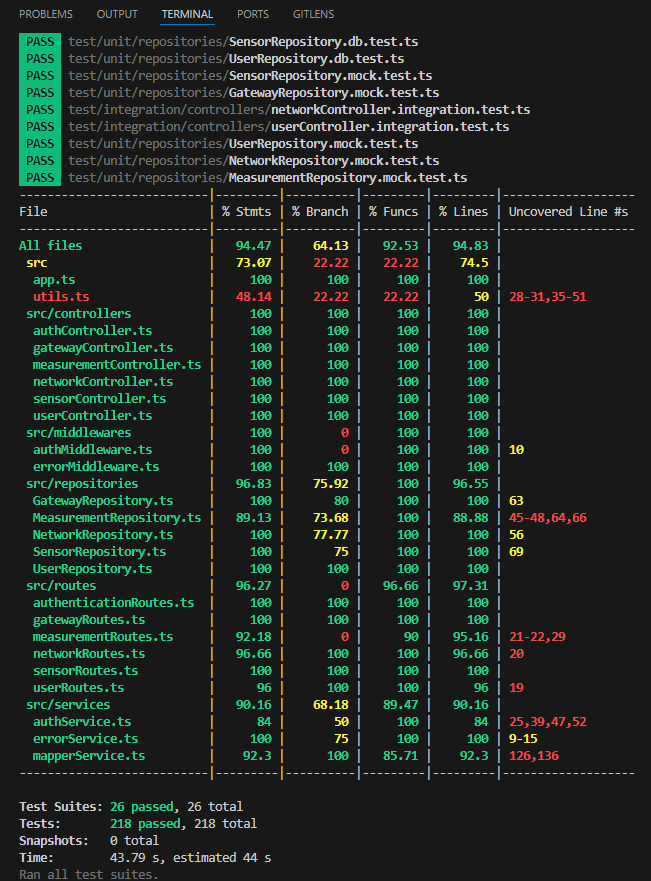 PROBLEMS OUTPUT TERMINAL PORTS GITLENS
PASS test/unit/repositories/SensorRepository.db.test.ts
PASS test/unit/repositories/UserRepository.db.test.ts
PASS test/unit/repositories/SensorRepository.mock.test.ts
PASS test/unit/repositories/GatewayRepository.mock.test.ts
PASS test/integration/controllers/networkController.integration.test.ts
PASS test/integration/controllers/userController.integration.test.ts
PASS test/unit/repositories/UserRepository.mock.test.ts
PASS test/unit/repositories/NetworkRepository.mock.test.ts
PASS test/unit/repositories/MeasurementRepository.mock.test.ts
---------------------------|---------|----------|---------|---------|-------------------
File | % Stmts | % Branch | % Funcs | % Lines | Uncovered Line #s
---------------------------|---------|----------|---------|---------|-------------------
All files | 94.47 | 64.13 | 92.53 | 94.83 |
src | 73.07 | 22.22 | 22.22 | 74.5 |
app.ts | 100 | 100 | 100 | 100 |
utils.ts | 48.14 | 22.22 | 22.22 | 50 | 28-31,35-51
src/controllers | 100 | 100 | 100 | 100 |
authController.ts | 100 | 100 | 100 | 100 |
gatewayController.ts | 100 | 100 | 100 | 100 |
measurementController.ts | 100 | 100 | 100 | 100 |
networkController.ts | 100 | 100 | 100 | 100 |
sensorController.ts | 100 | 100 | 100 | 100 |
userController.ts | 100 | 100 | 100 | 100 |
src/middlewares | 100 | 0 | 100 | 100 |
authMiddleware.ts | 100 | 0 | 100 | 100 | 10
errorMiddleware.ts | 100 | 100 | 100 | 100 |
src/repositories | 96.83 | 75.92 | 100 | 96.55 |
GatewayRepository.ts | 100 | 80 | 100 | 100 | 63
MeasurementRepository.ts | 89.13 | 73.68 | 100 | 88.88 | 45-48,64,66
NetworkRepository.ts | 100 | 77.77 | 100 | 100 | 56
SensorRepository.ts | 100 | 75 | 100 | 100 | 69
UserRepository.ts | 100 | 100 | 100 | 100 |
src/routes | 96.27 | 0 | 96.66 | 97.31 |
authenticationRoutes.ts | 100 | 100 | 100 | 100 |
gatewayRoutes.ts | 100 | 100 | 100 | 100 |
measurementRoutes.ts | 92.18 | 0 | 90 | 95.16 | 21-22,29
networkRoutes.ts | 96.66 | 100 | 100 | 96.66 | 20
sensorRoutes.ts | 100 | 100 | 100 | 100 |
userRoutes.ts | 96 | 100 | 100 | 96 | 19
src/services | 90.16 | 68.18 | 89.47 | 90.16 |
authService.ts | 84 | 50 | 100 | 84 | 25,39,47,52
errorService.ts | 100 | 75 | 100 | 100 | 9-15
mapperService.ts | 92.3 | 100 | 85.71 | 92.3 | 126,136
---------------------------|---------|----------|---------|---------|-------------------
Test Suites: 26 passed, 26 total
Tests: 218 passed, 218 total
Snapshots: 0 total
Time: 43.79 s, estimated 44 s
Ran all test suites.